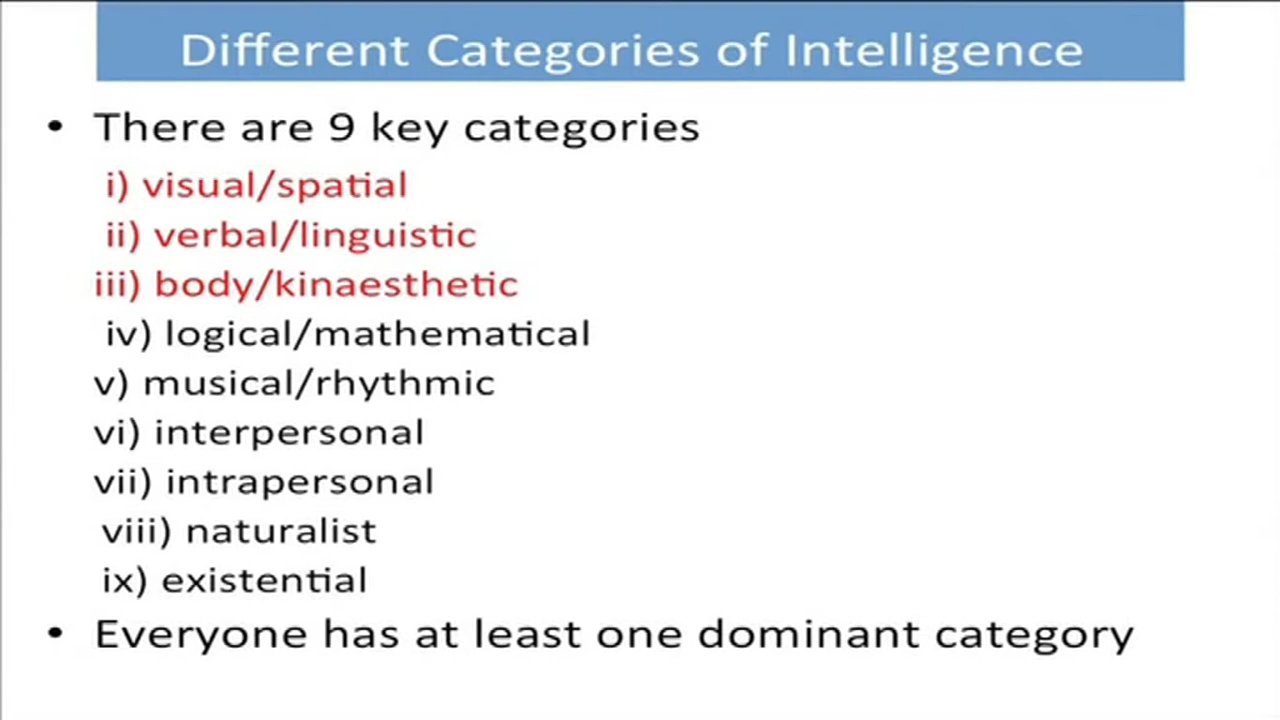 Different Categories of Intelligence
• There are 9 key categories
i) visual/spatial
ii) verbal/linguistic
iii) body/kinaesthetic
iv) logical/mathematical
v) musical/rhythmic
vi) interpersonal
vii) intrapersonal
viii) naturalist
ix) existential
• Everyone has at least one dominant category